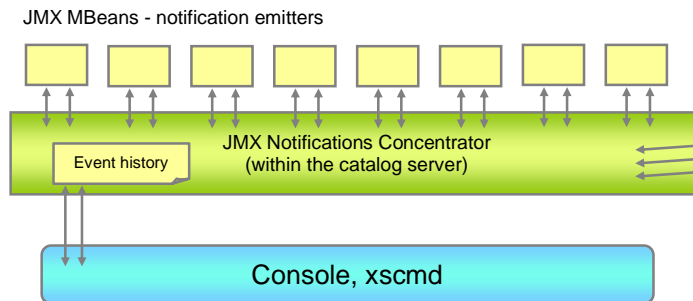 JMX MBeans - notification emitters
JMX Notifications Concentrator
(within the catalog server)
Event history
Console, xscmd